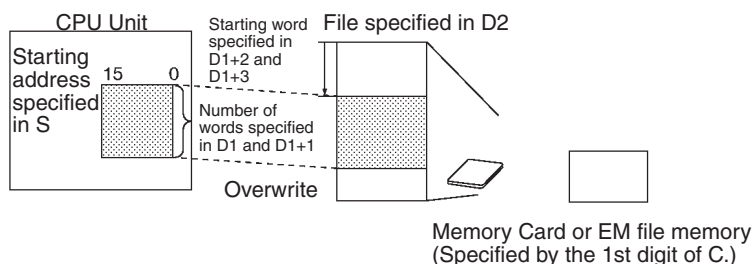 CPU Unit
Starting word
specified in
D1+2 and
D1+3
File specified in D2
Starting
address
specified
in S
15 0
Number of
words specified
in D1 and D1+1
Overwrite
Memory Card or EM file memory
(Specified by the 1st digit of C.)